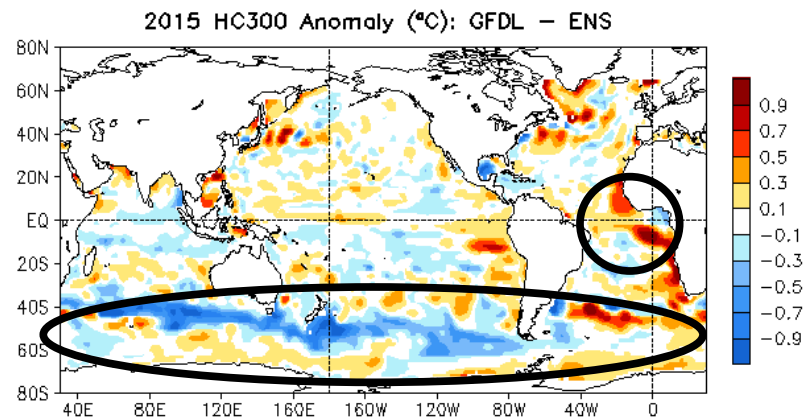 2015 HC300 Anomaly (°C): GFDL – ENS
80N
60N
40N
20N
EQ
20S
40S
60S
80S
40E 80E 120E 160E 160W 120W 80W 40W 0
0.9
0.7
0.5
0.3
0.1
−0.1
−0.3
−0.5
−0.7
−0.9